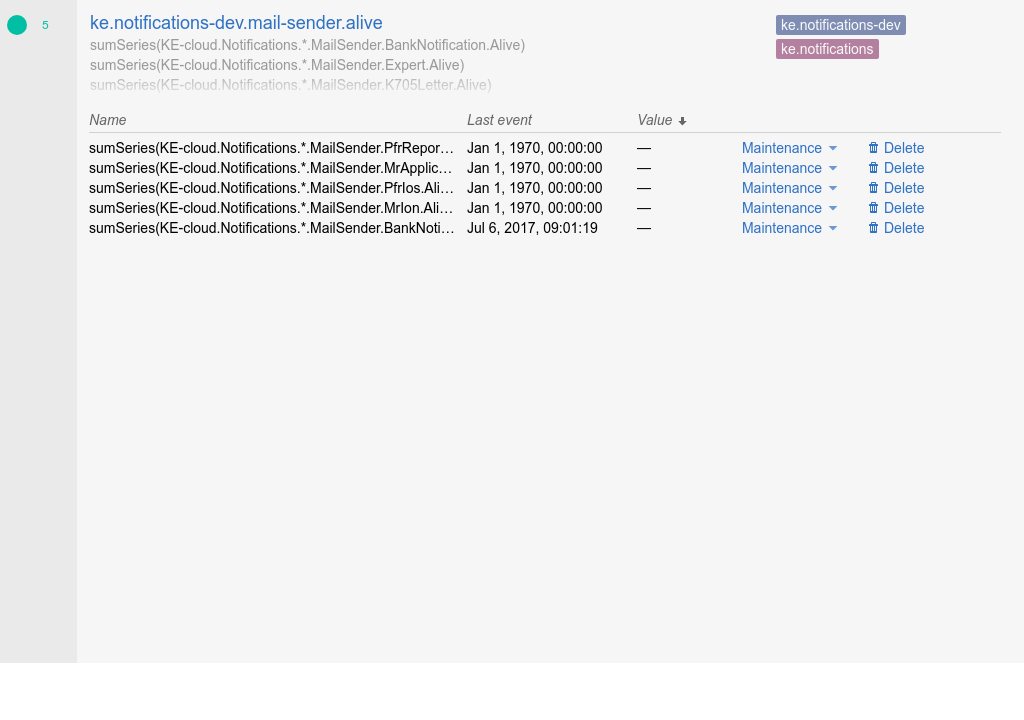 5
ke.notifications-dev.mail-sender.alive
ke.notifications-dev
sumSeries(KE-cloud.Notifications.*.MailSender.BankNotification.Alive)
ke.notifications
sumSeries(KE-cloud.Notifications.*.MailSender.Expert.Alive)
sumSeries(KE-cloud.Notifications.*.MailSender.K705Letter.Alive)
Name Last event Value
sumSeries(KE-cloud.Notifications.*.MailSender.PfrRepor… Jan 1, 1970, 00:00:00 — Maintenance Delete
sumSeries(KE-cloud.Notifications.*.MailSender.MrApplic… Jan 1, 1970, 00:00:00 — Maintenance Delete
sumSeries(KE-cloud.Notifications.*.MailSender.PfrIos.Ali… Jan 1, 1970, 00:00:00 — Maintenance Delete
sumSeries(KE-cloud.Notifications.*.MailSender.MrIon.Ali… Jan 1, 1970, 00:00:00 — Maintenance Delete
sumSeries(KE-cloud.Notifications.*.MailSender.BankNoti… Jul 6, 2017, 09:01:19 — Maintenance Delete